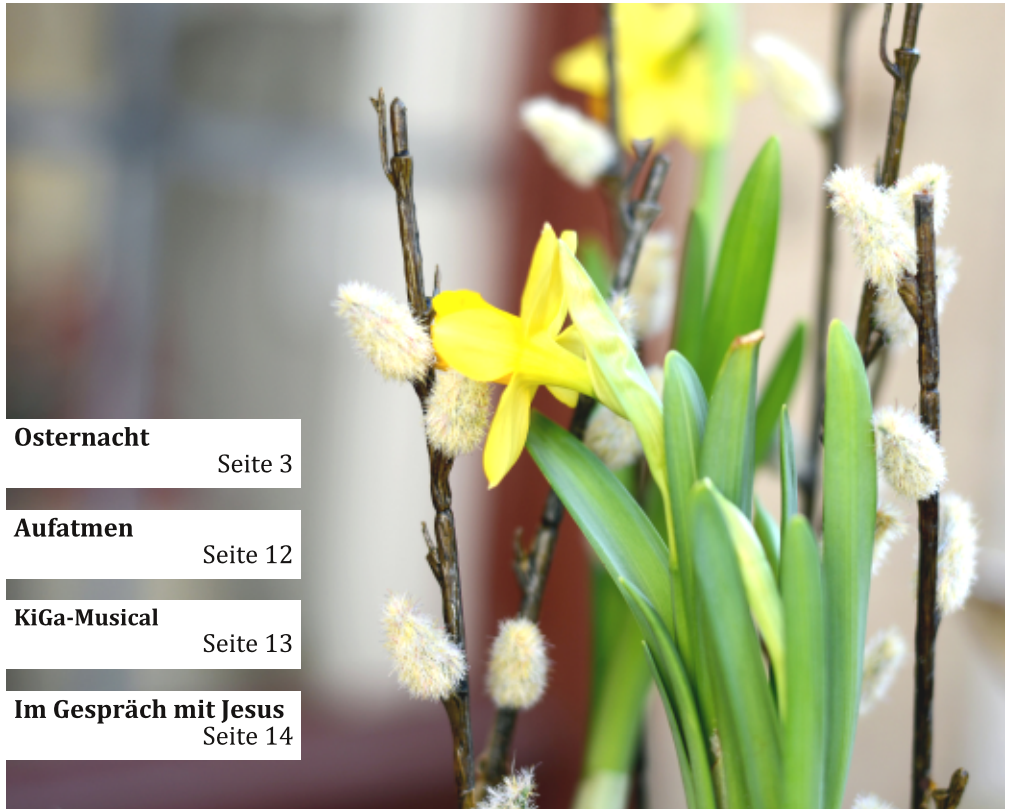 Osternacht
Seite 3
Aufatmen
Seite 12
KiGa-Musical
Seite 13
Im Gespräch mit Jesus
Seite 14